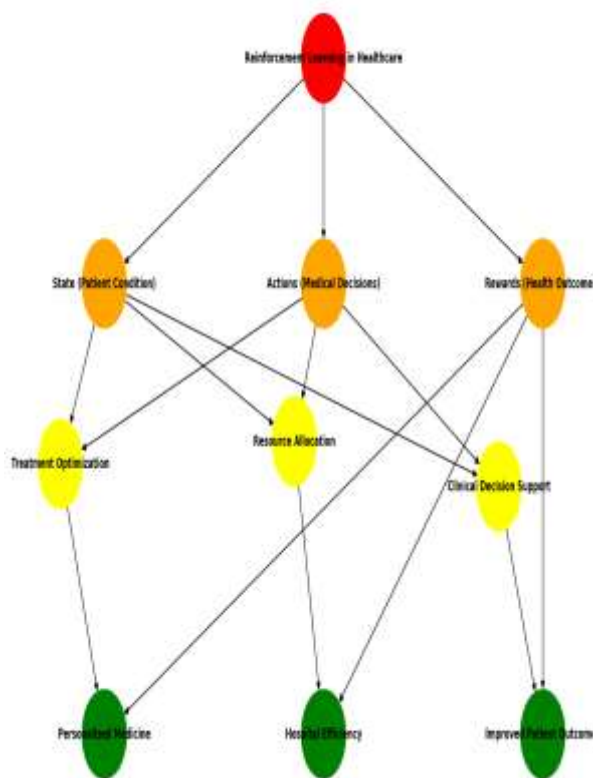 Reinforcement Learning in Healthcare
State (Patient Condition)
Actions (Medical Decisions)
Rewards (Health Outcome
Treatment Optimization
Resource Allocation
Clinical Decision Support
Personalized Medicine
Hospital Efficiency
Improved Patient Outcome